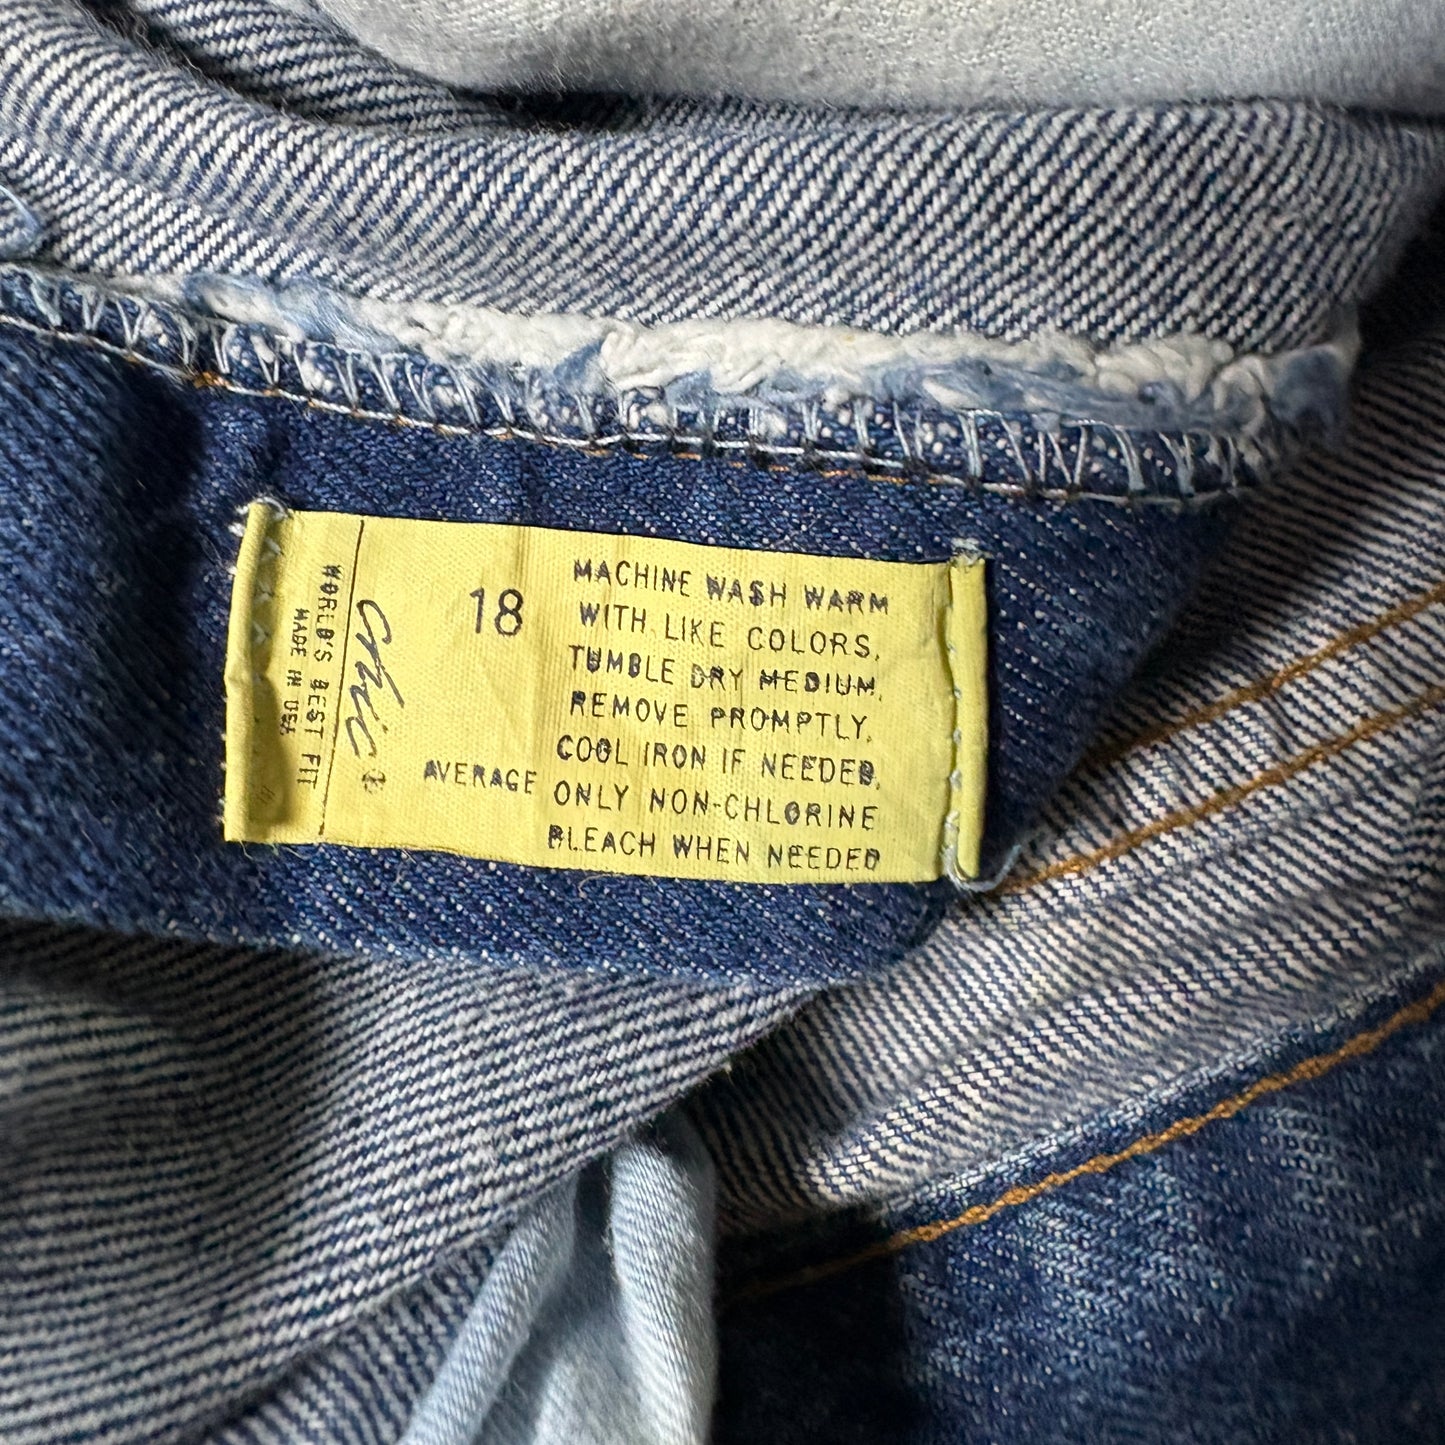 WORLD'S BEST FIT
MADE IN USA
chic®
18
AVERAGE
MACHINE WASH WARM
WITH LIKE COLORS.
TUMBLE DRY MEDIUM.
REMOVE PROMPTLY.
COOL IRON IF NEEDED.
ONLY NON-CHLORINE
BLEACH WHEN NEEDED